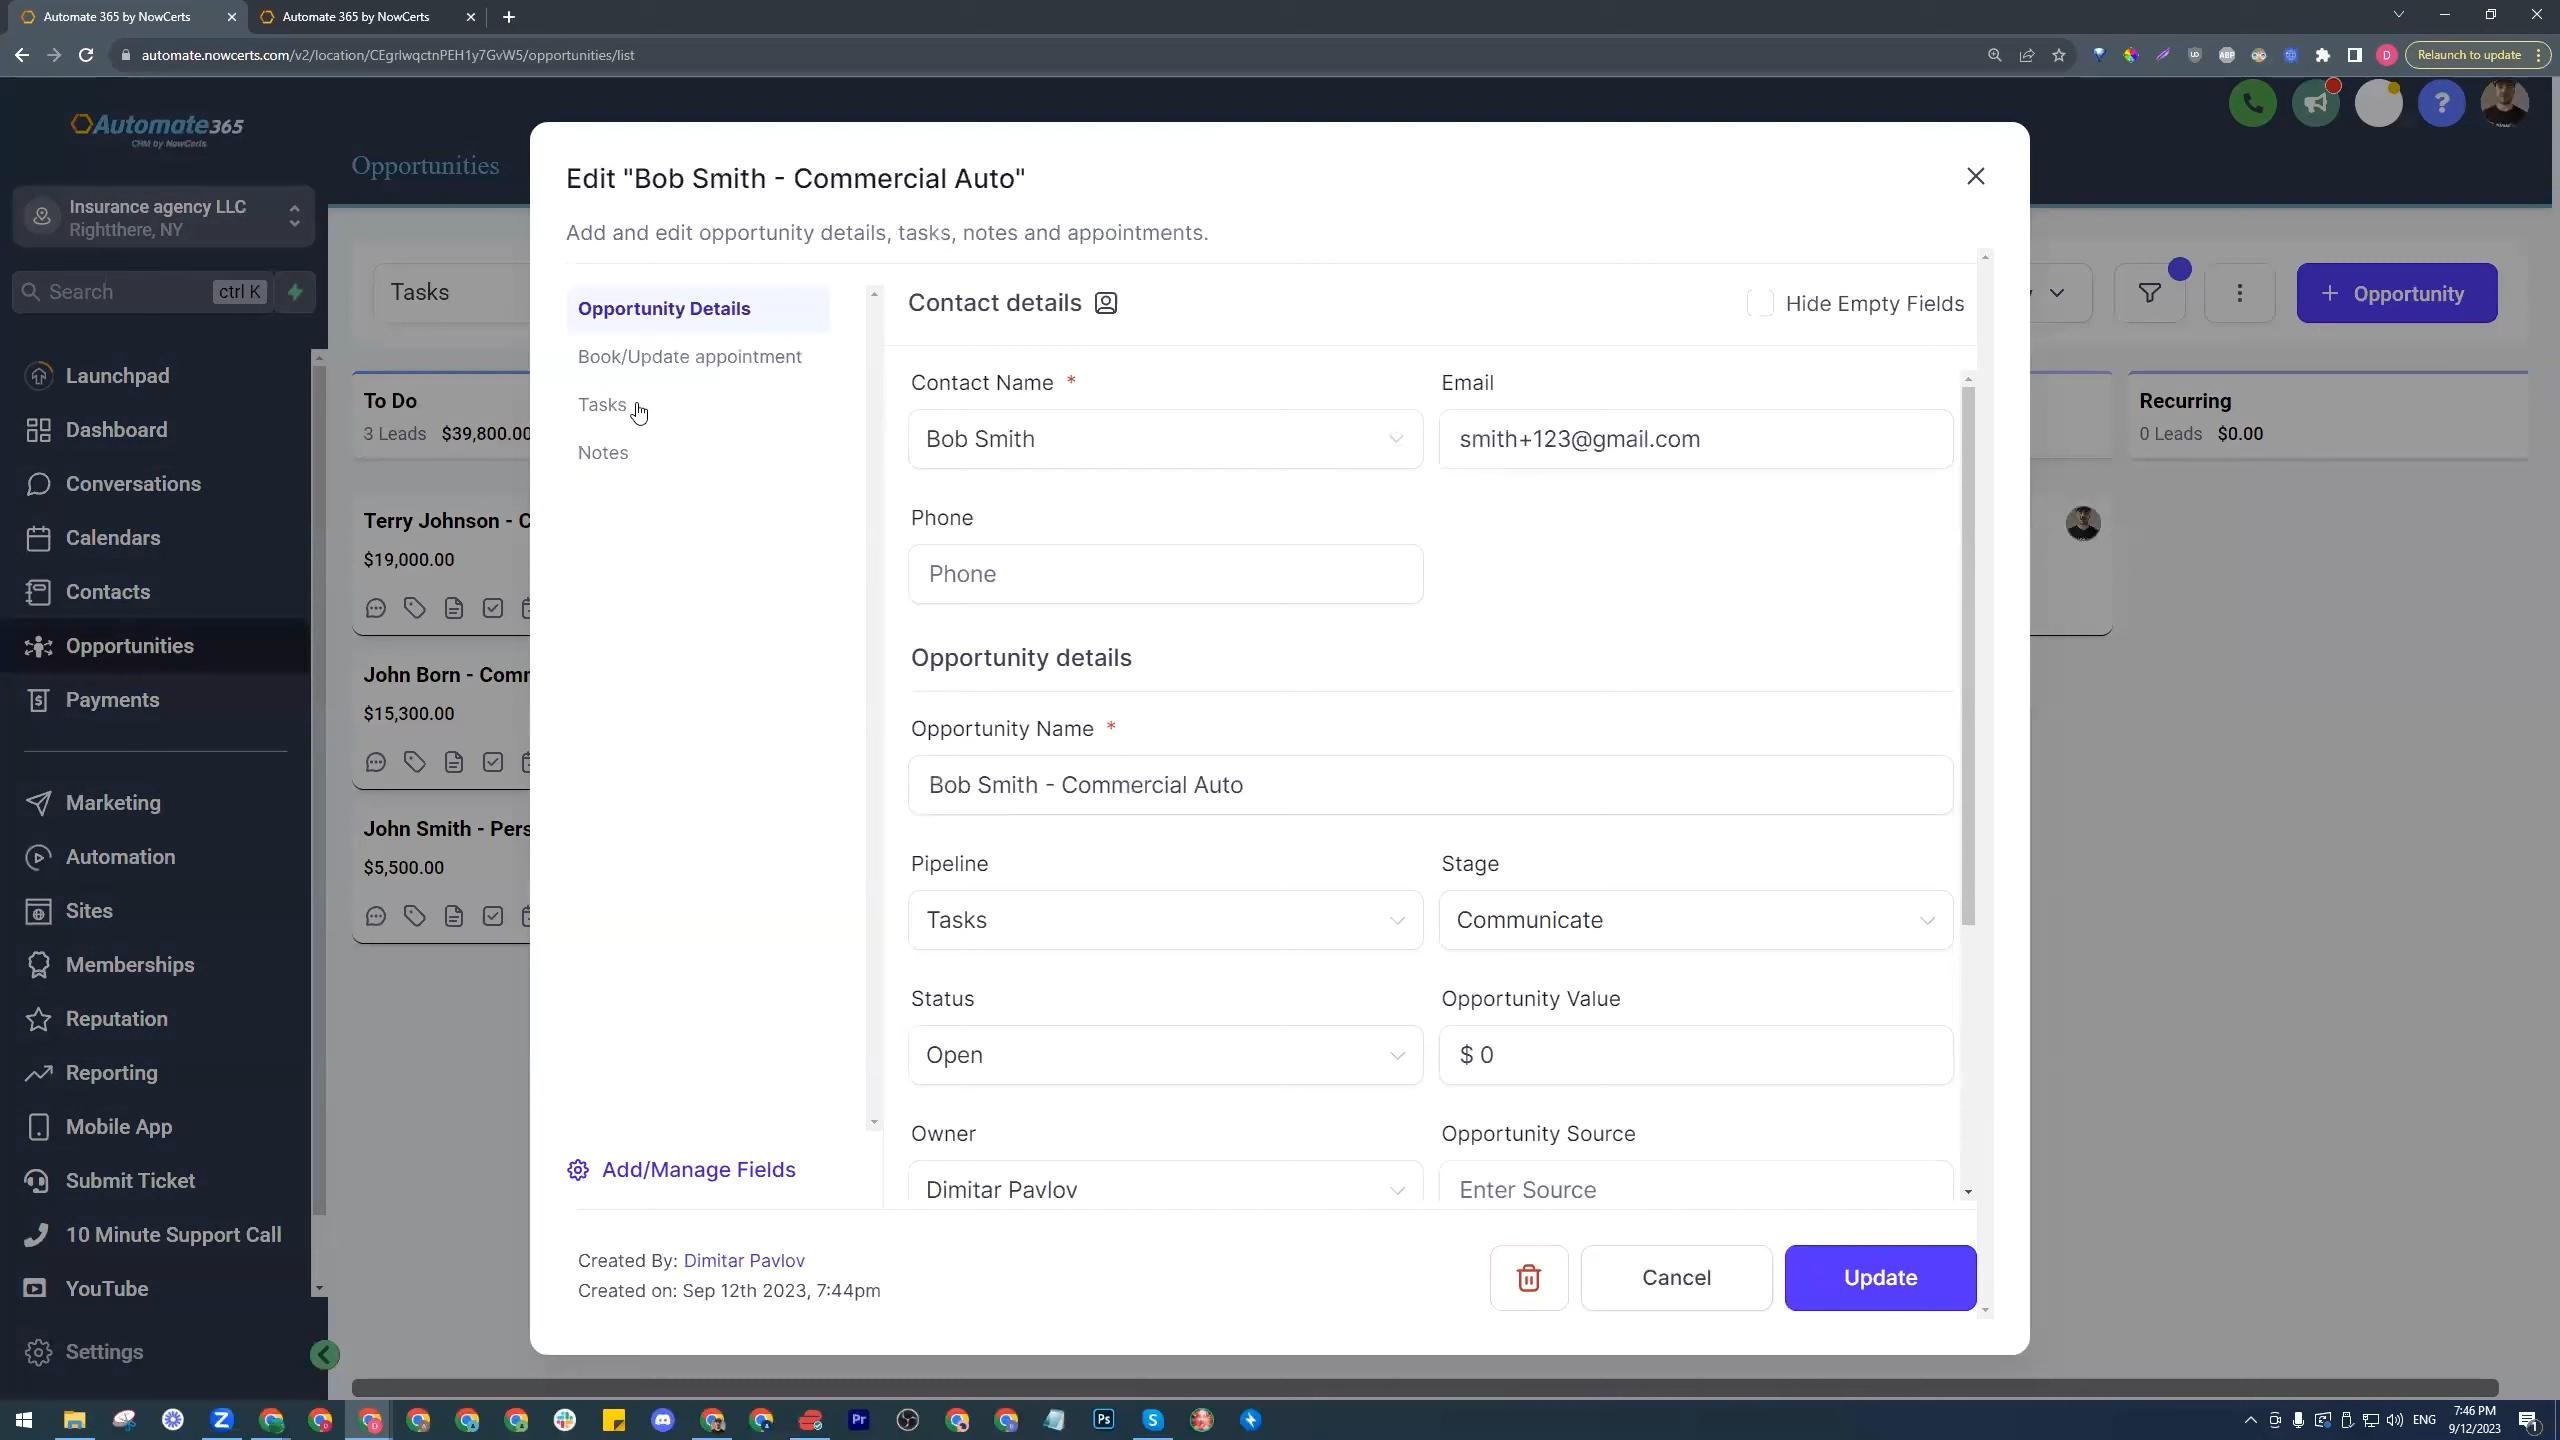 Automate 365 by NowCerts
Automate 365 by NowCerts
automate.nowcerts.com/v2/location/CEgrlwqctnPEH1y7GvW5/opportunities/list
D
Relaunch to update
Automate365
CRM by NowCerts
Opportunities
Insurance agency LLC
Rightthere, NY
Search
ctrl K
Launchpad
Dashboard
Conversations
Calendars
Contacts
Opportunities
Payments
Marketing
Automation
Sites
Memberships
Reputation
Reporting
Mobile App
Submit Ticket
10 Minute Support Call
YouTube
Settings
Tasks
+ Opportunity
To Do
3 Leads $39,800.00
Terry Johnson - C
$19,000.00
John Born - Comm
$15,300.00
John Smith - Pers
$5,500.00
Recurring
0 Leads $0.00
Edit "Bob Smith - Commercial Auto"
Add and edit opportunity details, tasks, notes and appointments.
Opportunity Details
Book/Update appointment
Tasks
Notes
Add/Manage Fields
Contact details
Hide Empty Fields
Contact Name *
Email
Bob Smith
smith+123@gmail.com
Phone
Phone
Opportunity details
Opportunity Name *
Bob Smith - Commercial Auto
Pipeline
Stage
Tasks
Communicate
Status
Opportunity Value
Open
$ 0
Owner
Opportunity Source
Dimitar Pavlov
Enter Source
Created By: Dimitar Pavlov
Created on: Sep 12th 2023, 7:44pm
Cancel
Update
ENG
7:46 PM
9/12/2023